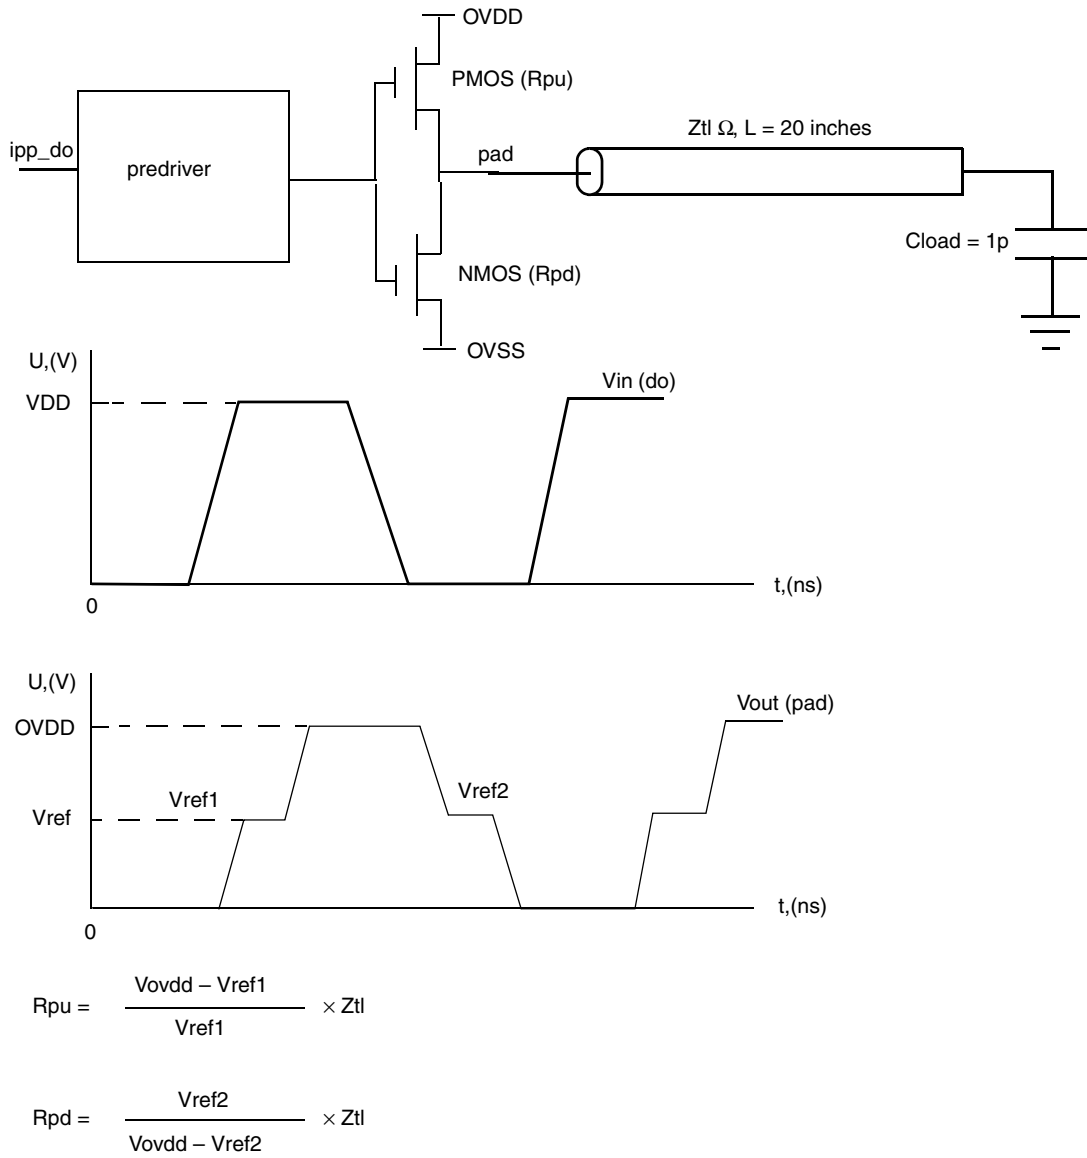 OVDD
PMOS (Rpu)
Ztl Ω, L = 20 inches
ipp_do
predriver
pad
Cload = 1p
NMOS (Rpd)
OVSS
U,(V)
VDD
Vin (do)
t,(ns)
0
U,(V)
OVDD
Vout (pad)
Vref1
Vref2
Vref
t,(ns)
0
Vovdd – Vref1
Rpu = × Ztl
Vref1
Vref2
Rpd = × Ztl
Vovdd – Vref2